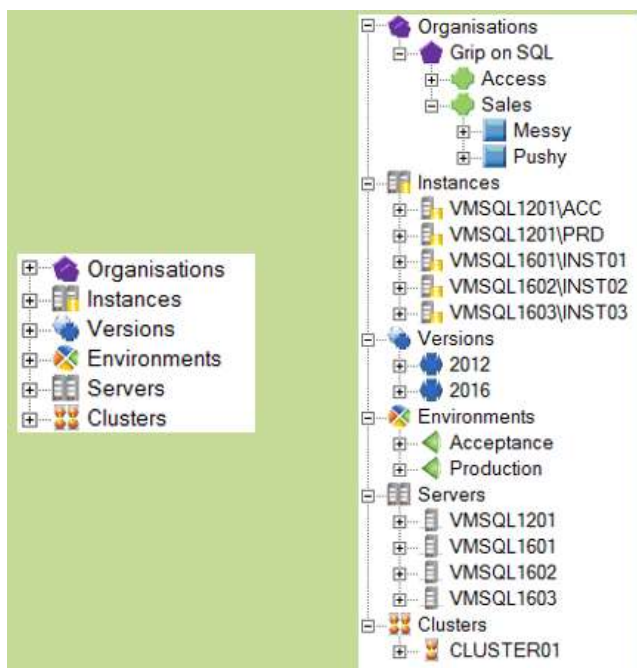 Organisations
Instances
Versions
Environments
Servers
Clusters
Organisations
Grip on SQL
Access
Sales
Messy
Pushy
Instances
VMSQL1201\ACC
VMSQL1201\PRD
VMSQL1601\INST01
VMSQL1602\INST02
VMSQL1603\INST03
Versions
2012
2016
Environments
Acceptance
Production
Servers
VMSQL1201
VMSQL1601
VMSQL1602
VMSQL1603
Clusters
CLUSTER01